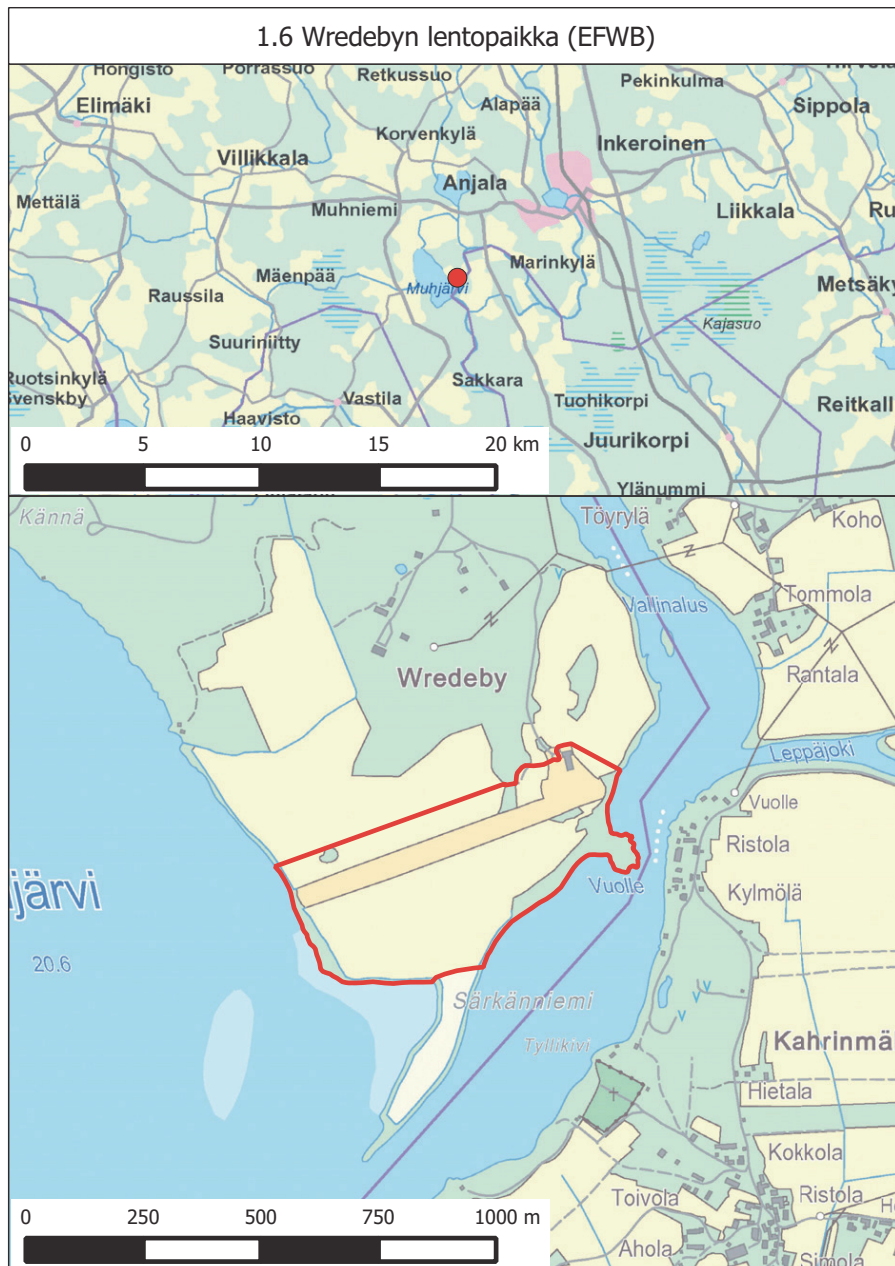 1.6 Wredebyn lentopaikka (EFWB)
Hongisto
Porrassuo
Retkussuo
Pekinkulma
Elimäki
Alapää
Sippola
Korvenkylä
Inkeroinen
Villikkala
Anjala
Mettälä
Muhniemi
Liikkala
Ru
Marinkylä
Mäenpää
Muhjärvi
Metsäky
Raussila
Kajasuo
Suuriniitty
Ruotsinkylä
Svenskby
Vastila
Sakkara
Tuohikorpi
Reitkall
Haavisto
Juurikorpi
Ylänummi
0 5 10 15 20 km
Kännä
Töyrylä
Koho
Vallinalus
Tommola
Wredeby
Rantala
Leppäjoki
Vuolle
Ristola
Vuolle
Kylmölä
ijärvi
20.6
Särkänniemi
Tyllikivi
Kahrinmä
Hietala
Kokkola
Toivola
Ristola
Ahola
Simola
0 250 500 750 1000 m